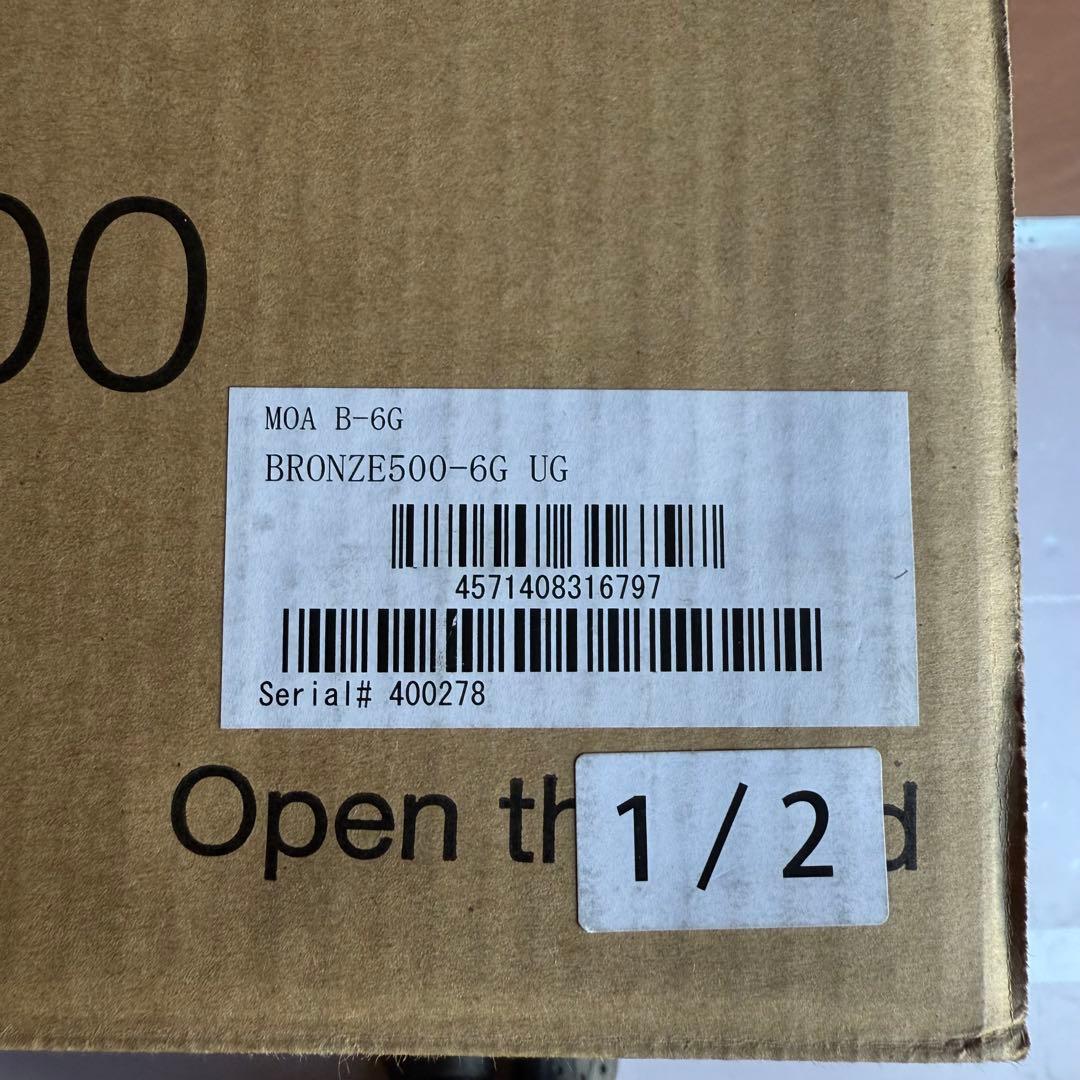 00
MOA B-6G
BRONZE500-6G UG
4571408316797
Serial# 400278
Open th d
1/2